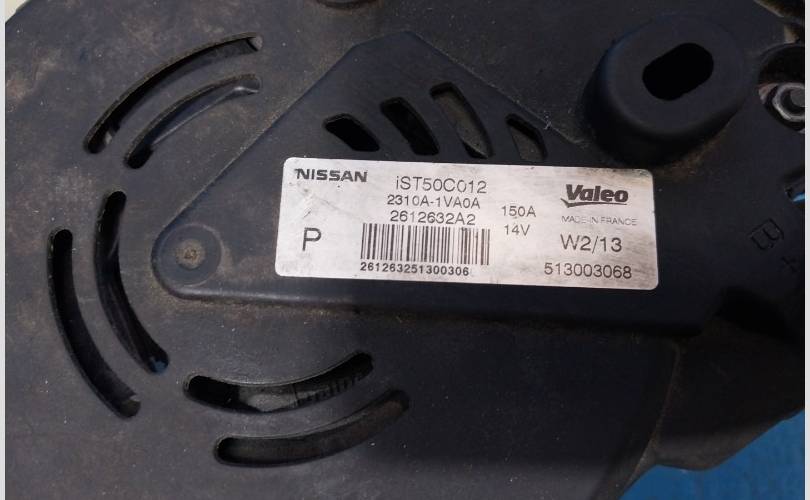 NISSAN
iST50C012
2310A-1VA0A
2612632A2
150A
14V
Valeo
MADE IN FRANCE
P
W2/13
261263251300306
513003068
B+